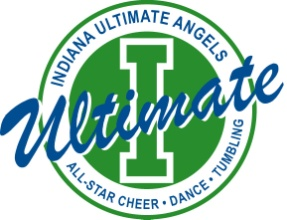 INDIANA ULTIMATE ANGELS
I
Ultimate
ALL-STAR CHEER • DANCE • TUMBLING